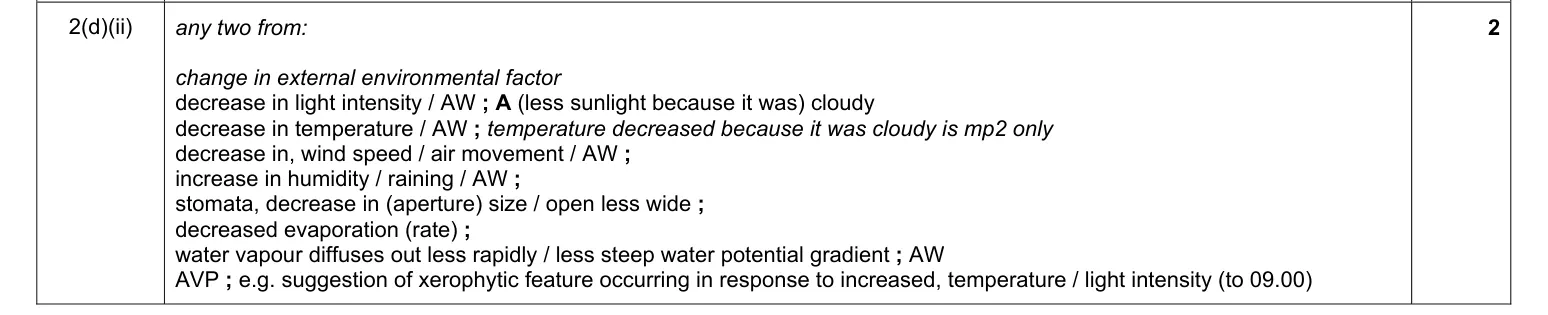 2(d)(ii)
any two from:
2
change in external environmental factor
decrease in light intensity / AW ; A (less sunlight because it was) cloudy
decrease in temperature / AW ; temperature decreased because it was cloudy is mp2 only
decrease in, wind speed / air movement / AW ;
increase in humidity / raining / AW ;
stomata, decrease in (aperture) size / open less wide ;
decreased evaporation (rate) ;
water vapour diffuses out less rapidly / less steep water potential gradient ; AW
AVP ; e.g. suggestion of xerophytic feature occurring in response to increased, temperature / light intensity (to 09.00)